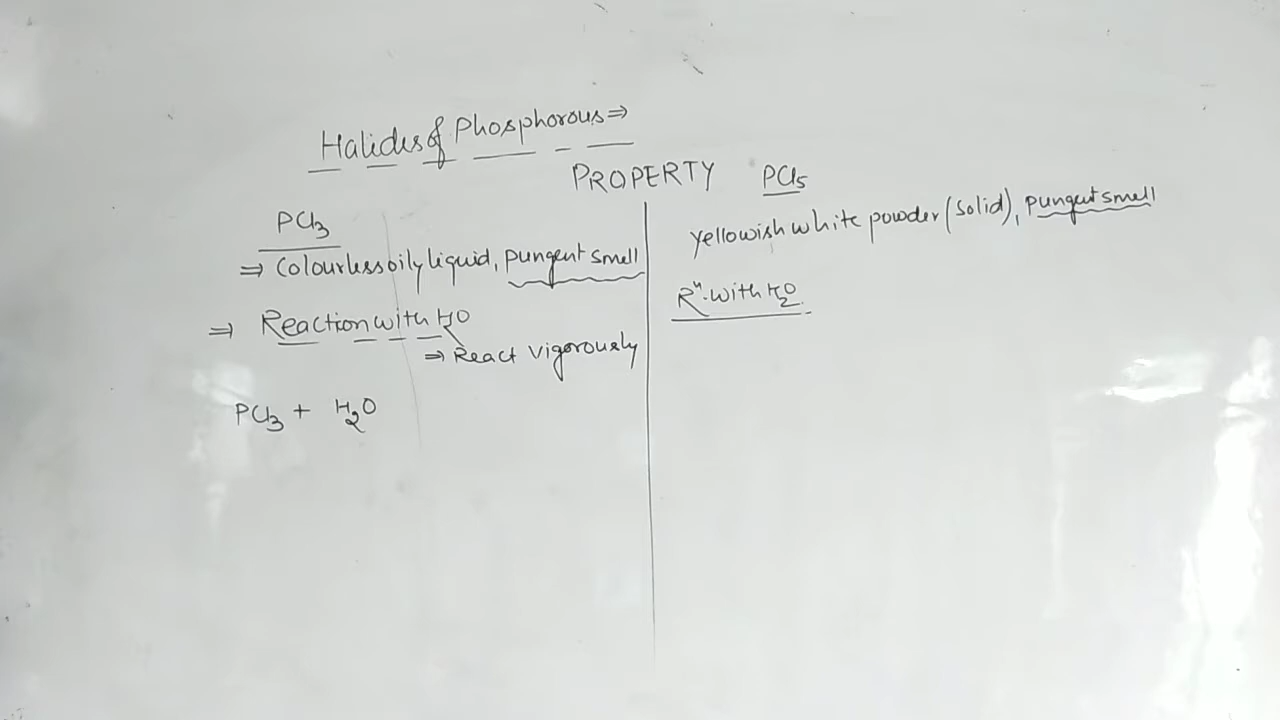 Halides of Phosphorous ⇒
PROPERTY
PCl3
⇒ Colourless oily liquid, pungent smell
⇒ Reaction with H2O
⇒ React vigorously
PCl3 + H2O
PCl5
yellowish white powder (solid), pungent smell
Rn. with H2O